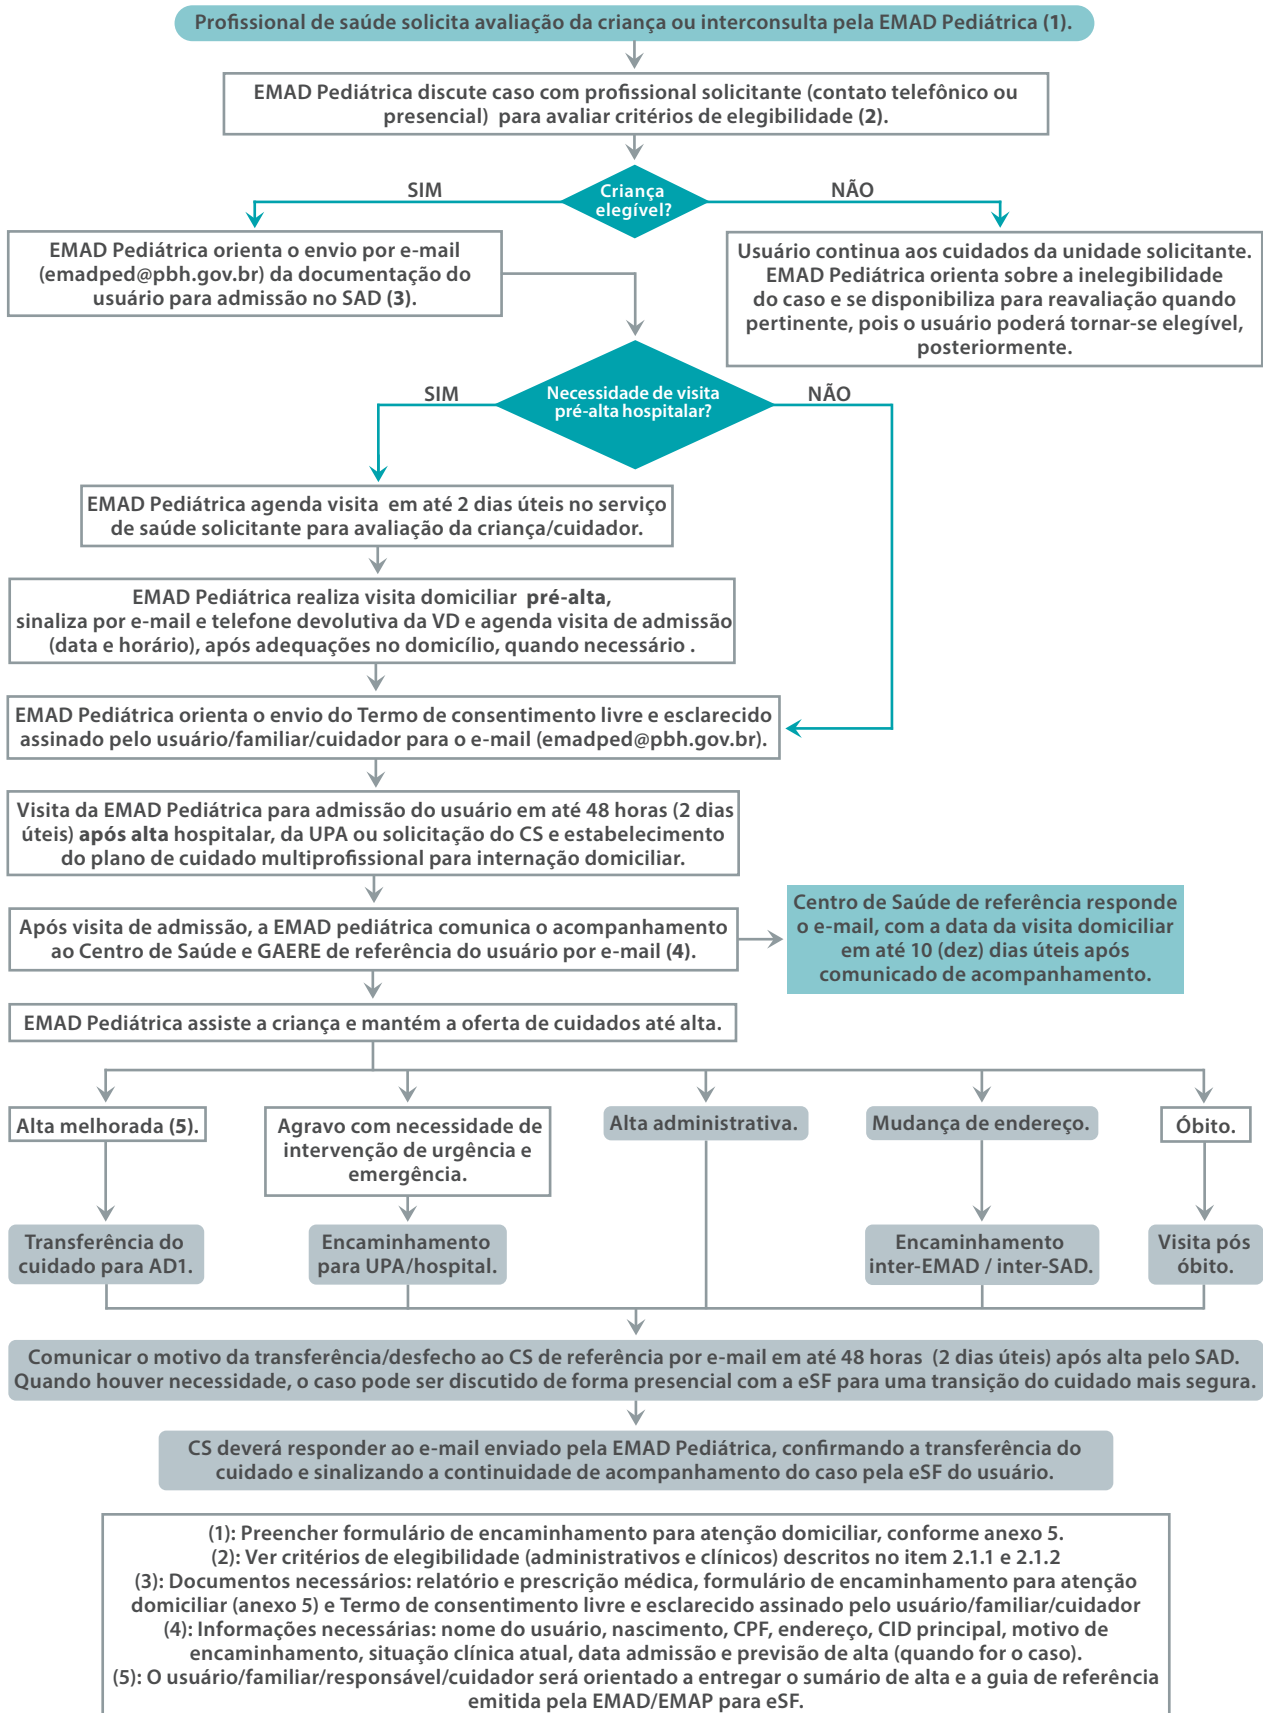 Profissional de saúde solicita avaliação da criança ou interconsulta pela EMAD Pediátrica (1).
EMAD Pediátrica discute caso com profissional solicitante (contato telefônico ou
presencial) para avaliar critérios de elegibilidade (2).
Criança
elegível?
SIM
NÃO
EMAD Pediátrica orienta o envio por e-mail
(emadped@pbh.gov.br) da documentação do
usuário para admissão no SAD (3).
Usuário continua aos cuidados da unidade solicitante.
EMAD Pediátrica orienta sobre a inelegibilidade
do caso e se disponibiliza para reavaliação quando
pertinente, pois o usuário poderá tornar-se elegível,
posteriormente.
Necessidade de visita
pré-alta hospitalar?
SIM
NÃO
EMAD Pediátrica agenda visita em até 2 dias úteis no serviço
de saúde solicitante para avaliação da criança/cuidador.
EMAD Pediátrica realiza visita domiciliar pré-alta,
sinaliza por e-mail e telefone devolutiva da VD e agenda visita de admissão
(data e horário), após adequações no domicílio, quando necessário .
EMAD Pediátrica orienta o envio do Termo de consentimento livre e esclarecido
assinado pelo usuário/familiar/cuidador para o e-mail (emadped@pbh.gov.br).
Visita da EMAD Pediátrica para admissão do usuário em até 48 horas (2 dias
úteis) após alta hospitalar, da UPA ou solicitação do CS e estabelecimento
do plano de cuidado multiprofissional para internação domiciliar.
Após visita de admissão, a EMAD pediátrica comunica o acompanhamento
ao Centro de Saúde e GAERE de referência do usuário por e-mail (4).
Centro de Saúde de referência responde
o e-mail, com a data da visita domiciliar
em até 10 (dez) dias úteis após
comunicado de acompanhamento.
EMAD Pediátrica assiste a criança e mantém a oferta de cuidados até alta.
Alta melhorada (5).
Agravo com necessidade de
intervenção de urgência e
emergência.
Alta administrativa.
Mudança de endereço.
Óbito.
Transferência do
cuidado para AD1.
Encaminhamento
para UPA/hospital.
Encaminhamento
inter-EMAD / inter-SAD.
Visita pós
óbito.
Comunicar o motivo da transferência/desfecho ao CS de referência por e-mail em até 48 horas (2 dias úteis) após alta pelo SAD.
Quando houver necessidade, o caso pode ser discutido de forma presencial com a eSF para uma transição do cuidado mais segura.
CS deverá responder ao e-mail enviado pela EMAD Pediátrica, confirmando a transferência do
cuidado e sinalizando a continuidade de acompanhamento do caso pela eSF do usuário.
(1): Preencher formulário de encaminhamento para atenção domiciliar, conforme anexo 5.
(2): Ver critérios de elegibilidade (administrativos e clínicos) descritos no item 2.1.1 e 2.1.2
(3): Documentos necessários: relatório e prescrição médica, formulário de encaminhamento para atenção
domiciliar (anexo 5) e Termo de consentimento livre e esclarecido assinado pelo usuário/familiar/cuidador
(4): Informações necessárias: nome do usuário, nascimento, CPF, endereço, CID principal, motivo de
encaminhamento, situação clínica atual, data admissão e previsão de alta (quando for o caso).
(5): O usuário/familiar/responsável/cuidador será orientado a entregar o sumário de alta e a guia de referência
emitida pela EMAD/EMAP para eSF.